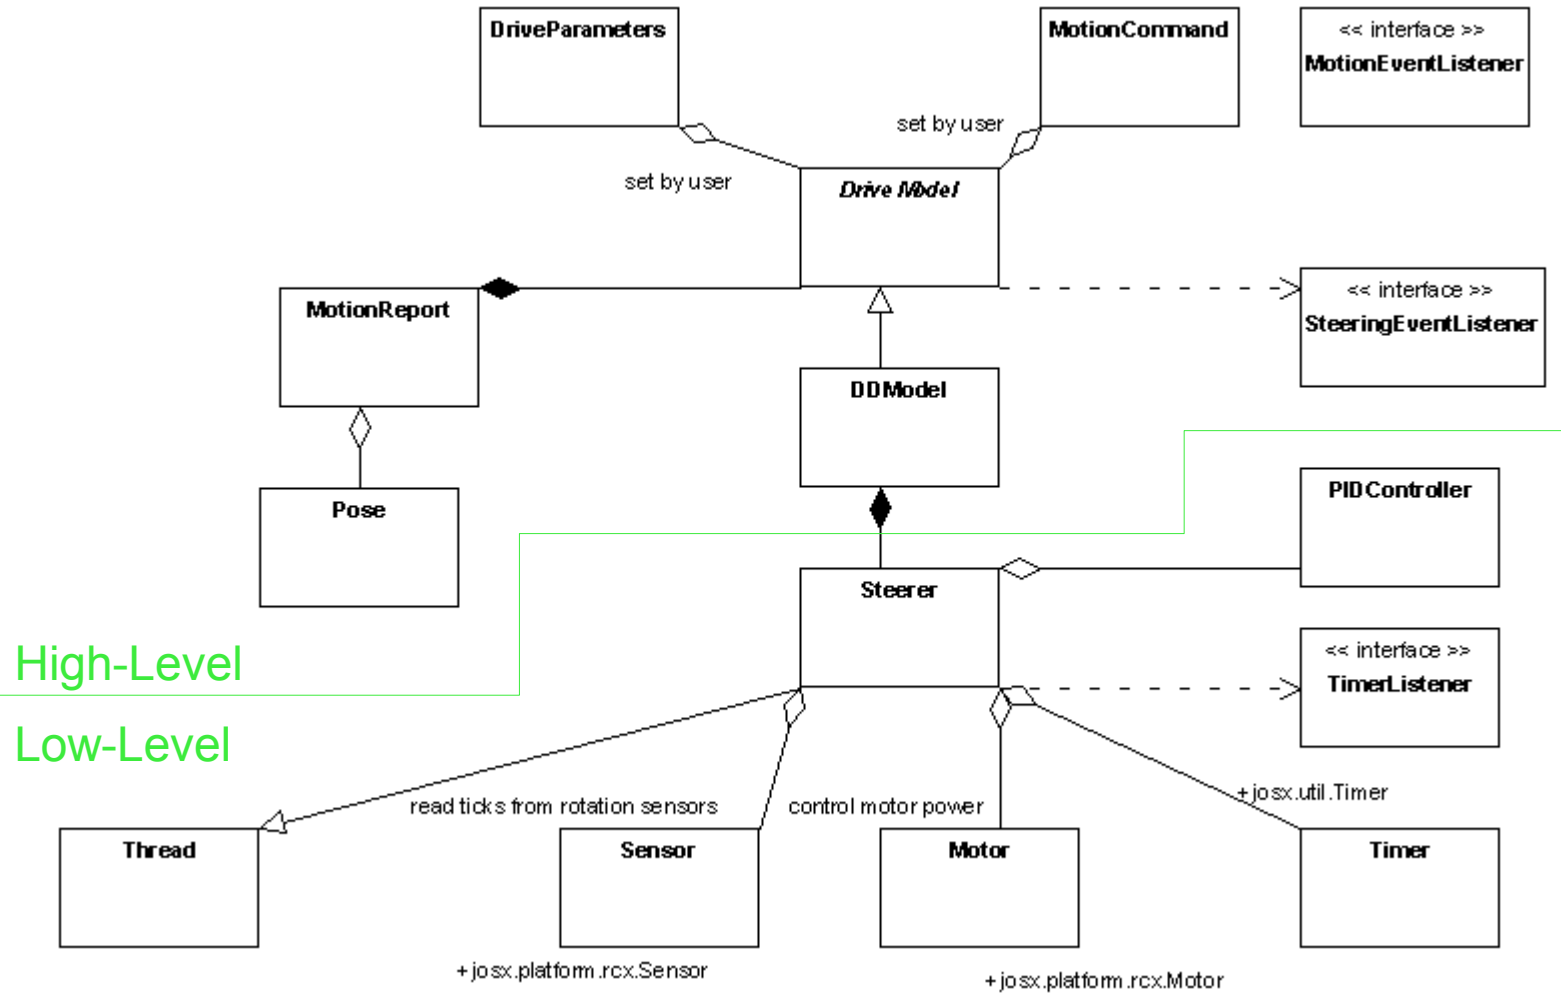 DriveParameters
MotionCommand
<< interface >>
MotionEventListener
set by user
set by user
Drive Model
MotionReport
<< interface >>
SteeringEventListener
DDModel
Pose
PIDController
Steerer
High-Level
<< interface >>
TimerListener
Low-Level
read ticks from rotation sensors
control motor power
+josx.util.Timer
Thread
Sensor
Motor
Timer
+josx.platform.rcx.Sensor
+josx.platform.rcx.Motor